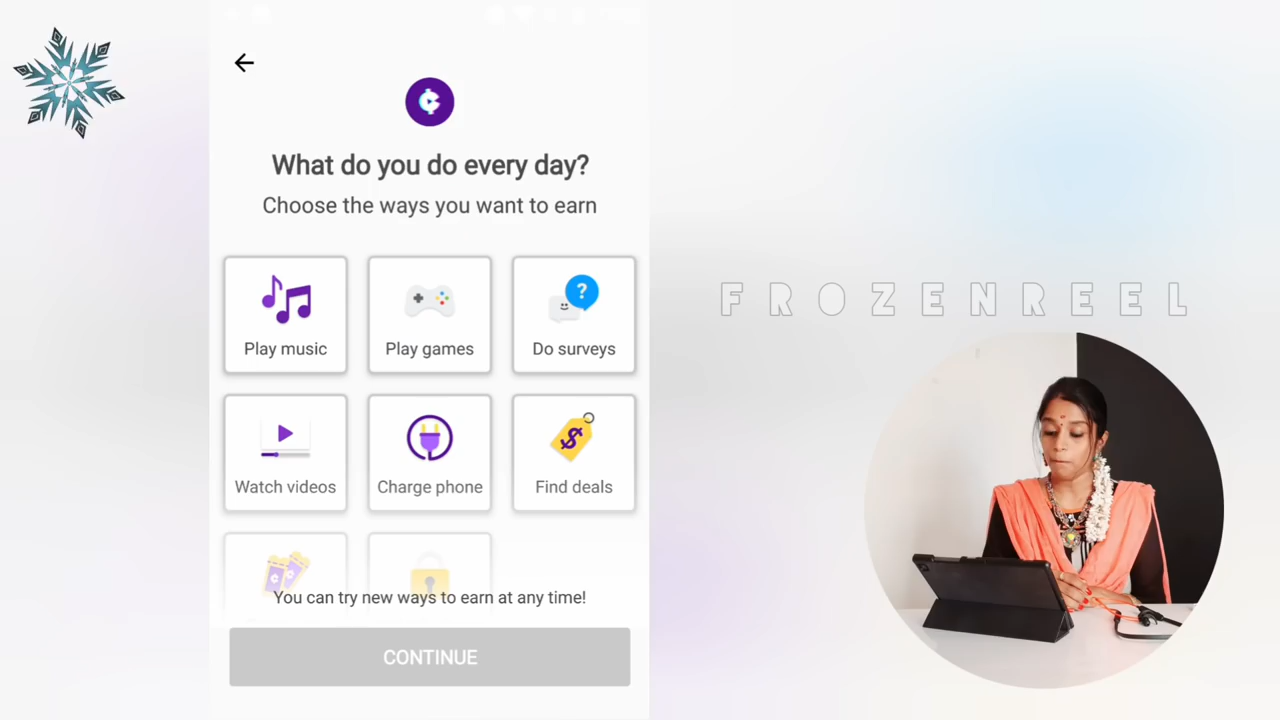 What do you do every day?
Choose the ways you want to earn
Play music
Play games
Do surveys
Watch videos
Charge phone
Find deals
You can try new ways to earn at any time!
CONTINUE
FROZENREEL